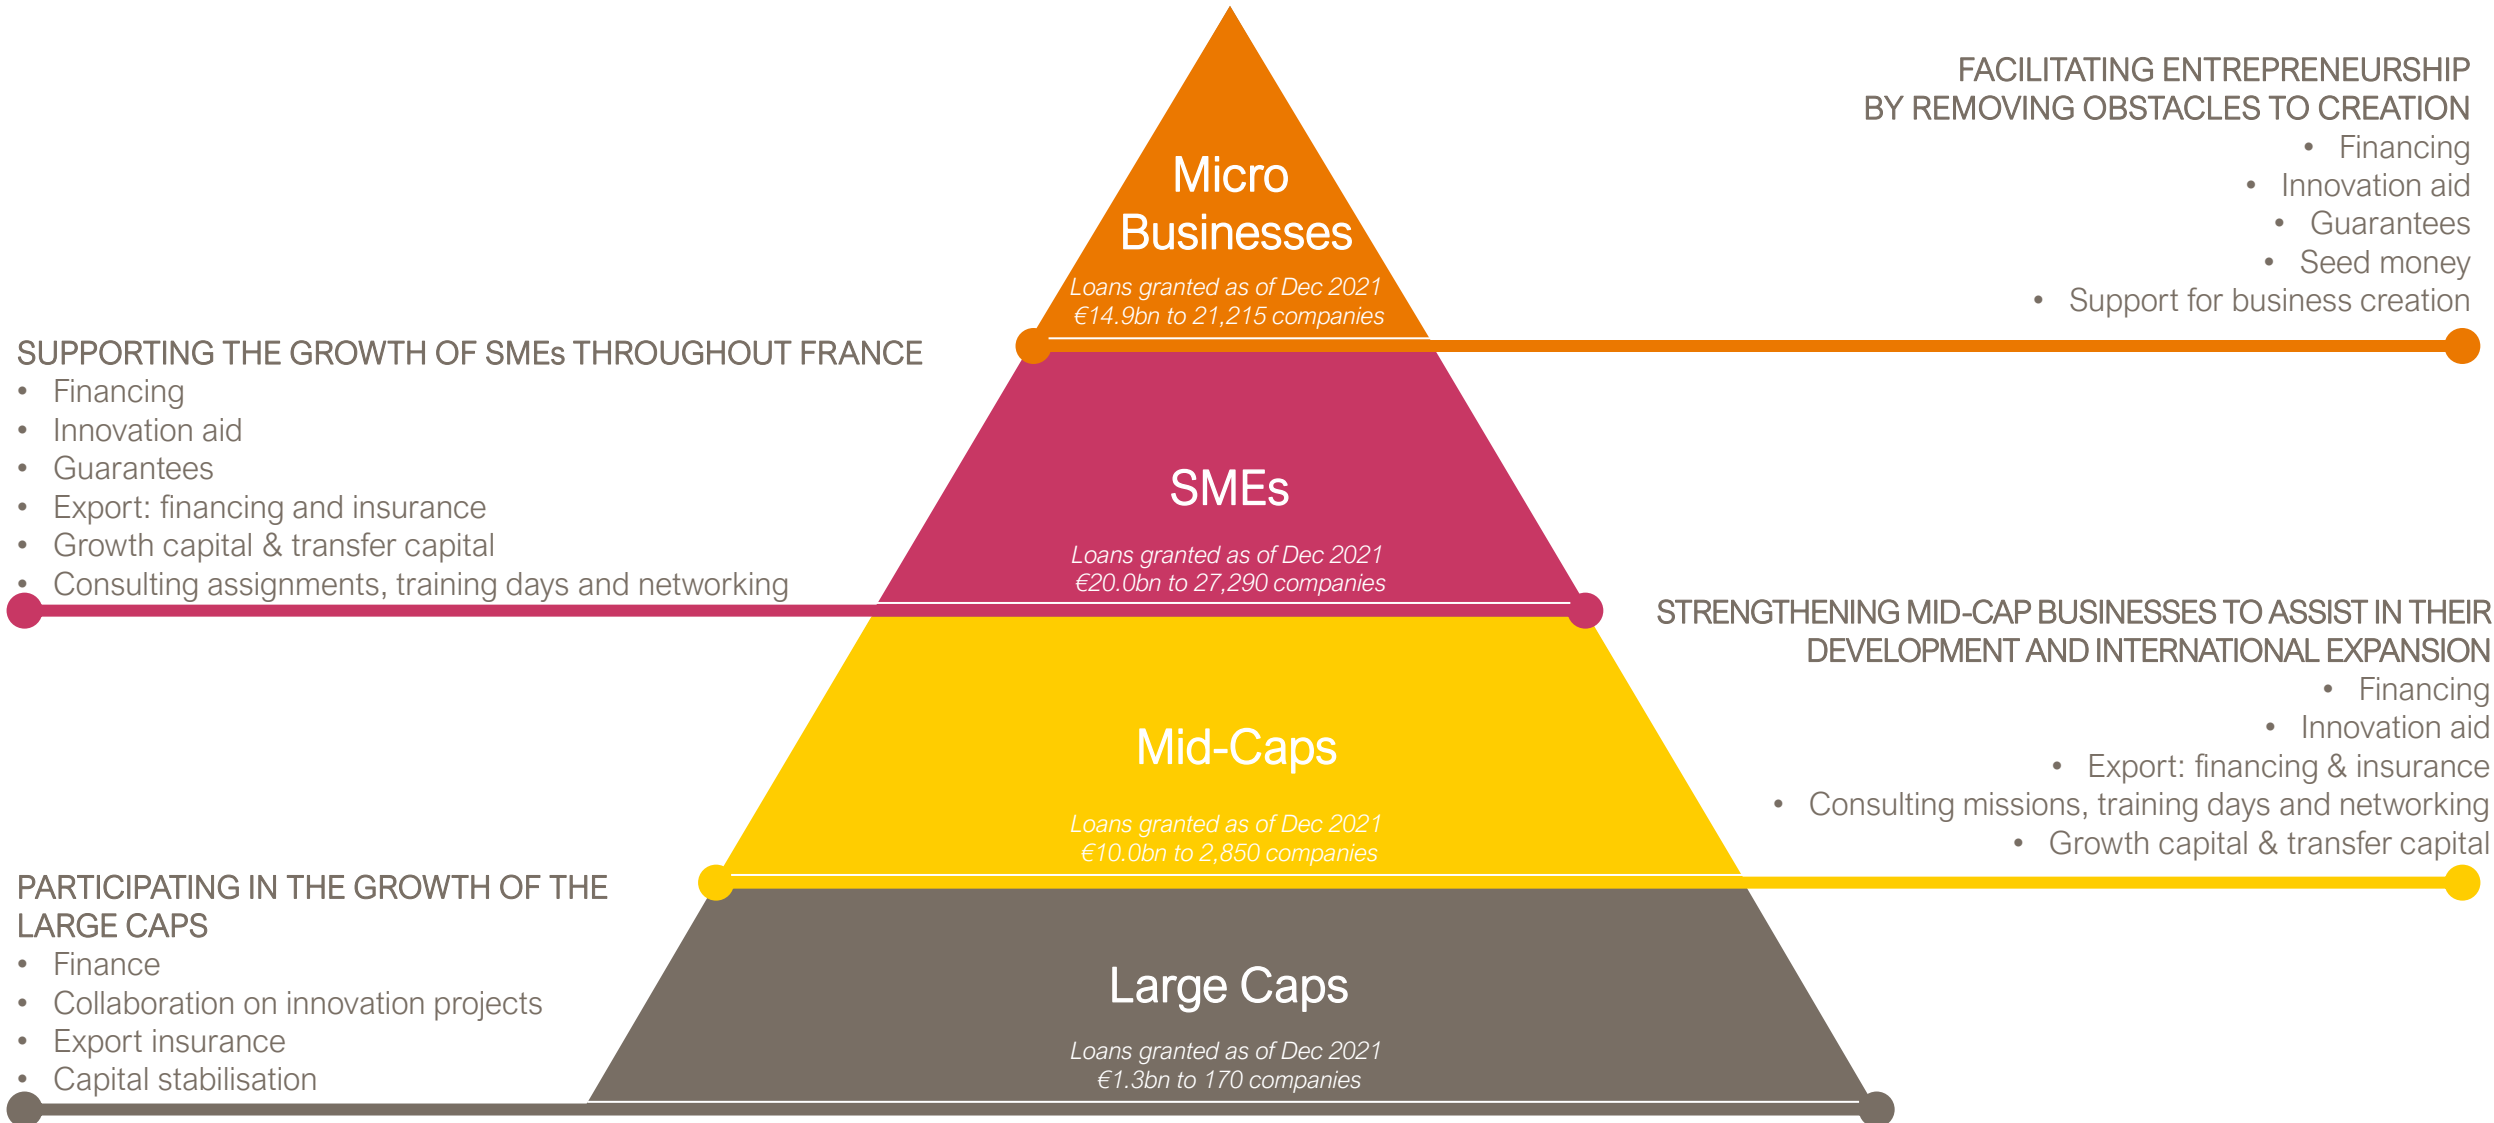 FACILITATING ENTREPRENEURSHIP
BY REMOVING OBSTACLES TO CREATION
• Financing
• Innovation aid
• Guarantees
• Seed money
• Support for business creation
Micro
Businesses
Loans granted as of Dec 2021
€14.9bn to 21,215 companies
SUPPORTING THE GROWTH OF SMEs THROUGHOUT FRANCE
• Financing
• Innovation aid
• Guarantees
• Export: financing and insurance
• Growth capital & transfer capital
• Consulting assignments, training days and networking
SMEs
Loans granted as of Dec 2021
€20.0bn to 27,290 companies
STRENGTHENING MID-CAP BUSINESSES TO ASSIST IN THEIR
DEVELOPMENT AND INTERNATIONAL EXPANSION
• Financing
• Innovation aid
• Export: financing & insurance
• Consulting missions, training days and networking
• Growth capital & transfer capital
Mid-Caps
Loans granted as of Dec 2021
€10.0bn to 2,850 companies
PARTICIPATING IN THE GROWTH OF THE
LARGE CAPS
• Finance
• Collaboration on innovation projects
• Export insurance
• Capital stabilisation
Large Caps
Loans granted as of Dec 2021
€1.3bn to 170 companies